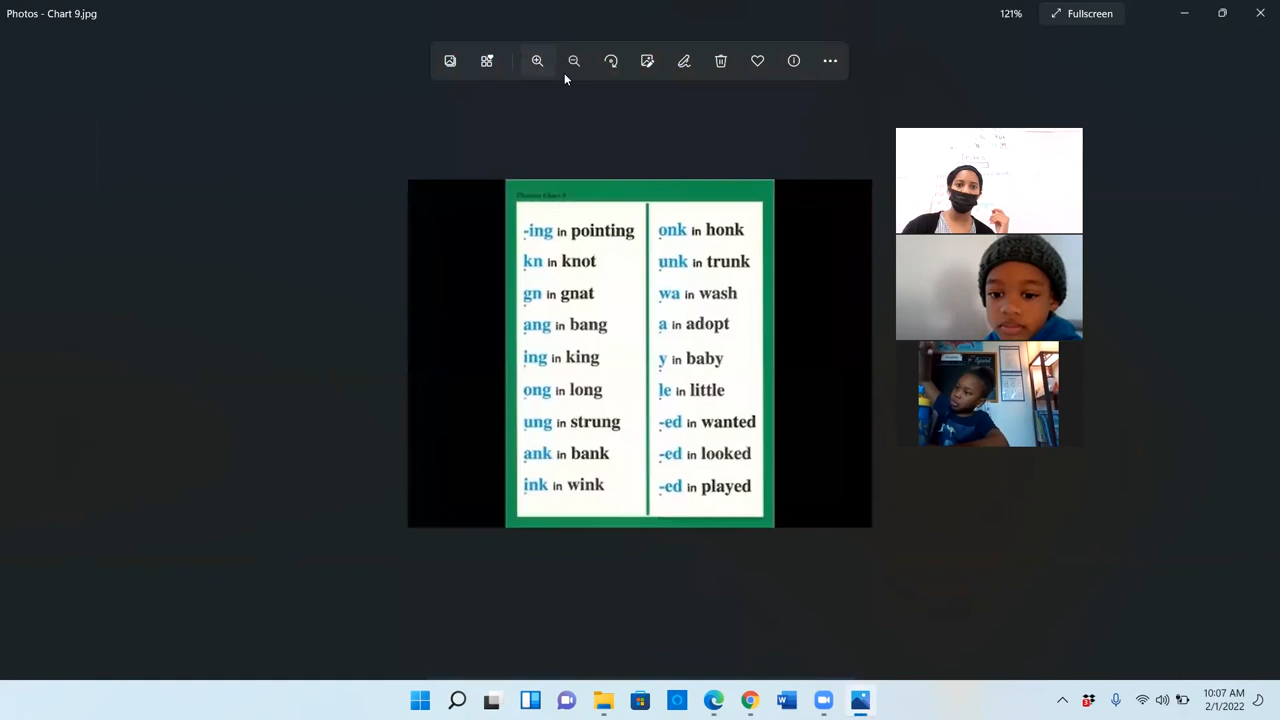 Photos - Chart 9.jpg
121%
Fullscreen
Phonics Chart 9
-ing in pointing
kn in knot
gn in gnat
ang in bang
ing in king
ong in long
ung in strung
ank in bank
ink in wink
onk in honk
unk in trunk
wa in wash
a in adopt
y in baby
le in little
-ed in wanted
-ed in looked
-ed in played
10:07 AM
2/1/2022